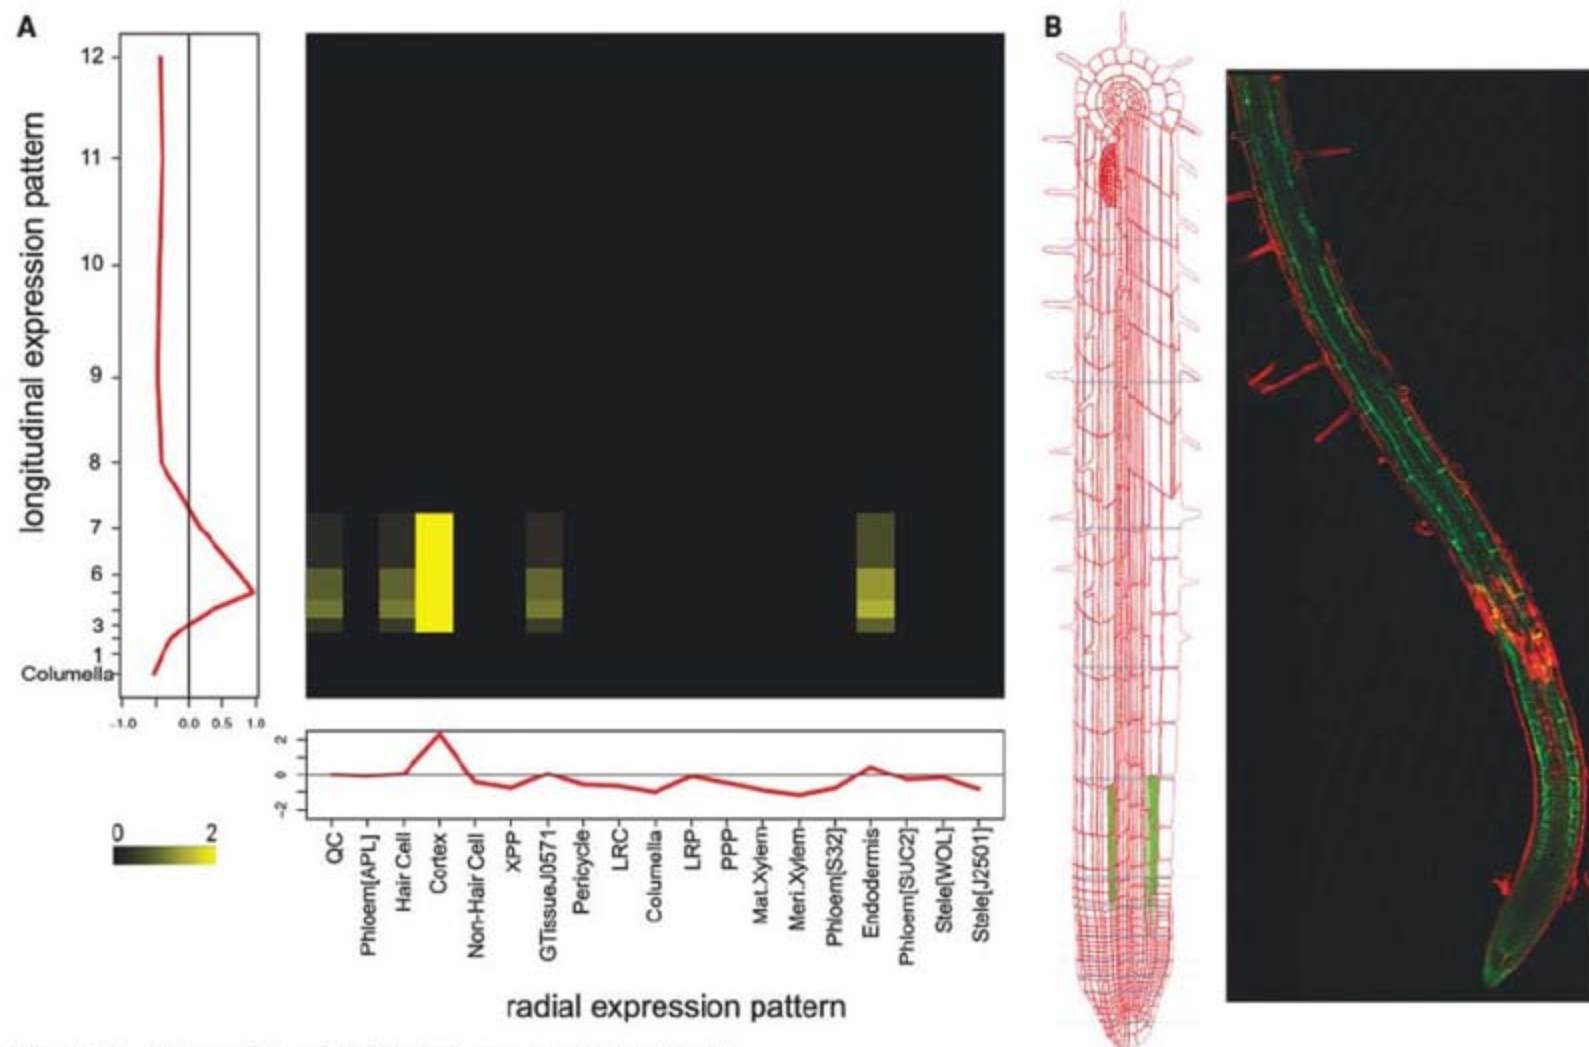 A
B
longitudinal expression pattern
12
11
10
9
8
7
6
3
1
Columella
-1.0 0.0 0.5 1.0
2
0
-2
0 2
QC
Phloem[APL]
Hair Cell
Cortex
Non-Hair Cell
XPP
GTissueJ0571
Pericycle
LRC
Columella
LRP
PPP
Mat.Xylem
Meri.Xylem
Phloem[S32]
Endodermis
Phloem[SUC2]
Stele[WOL]
Stele[J2501]
radial expression pattern